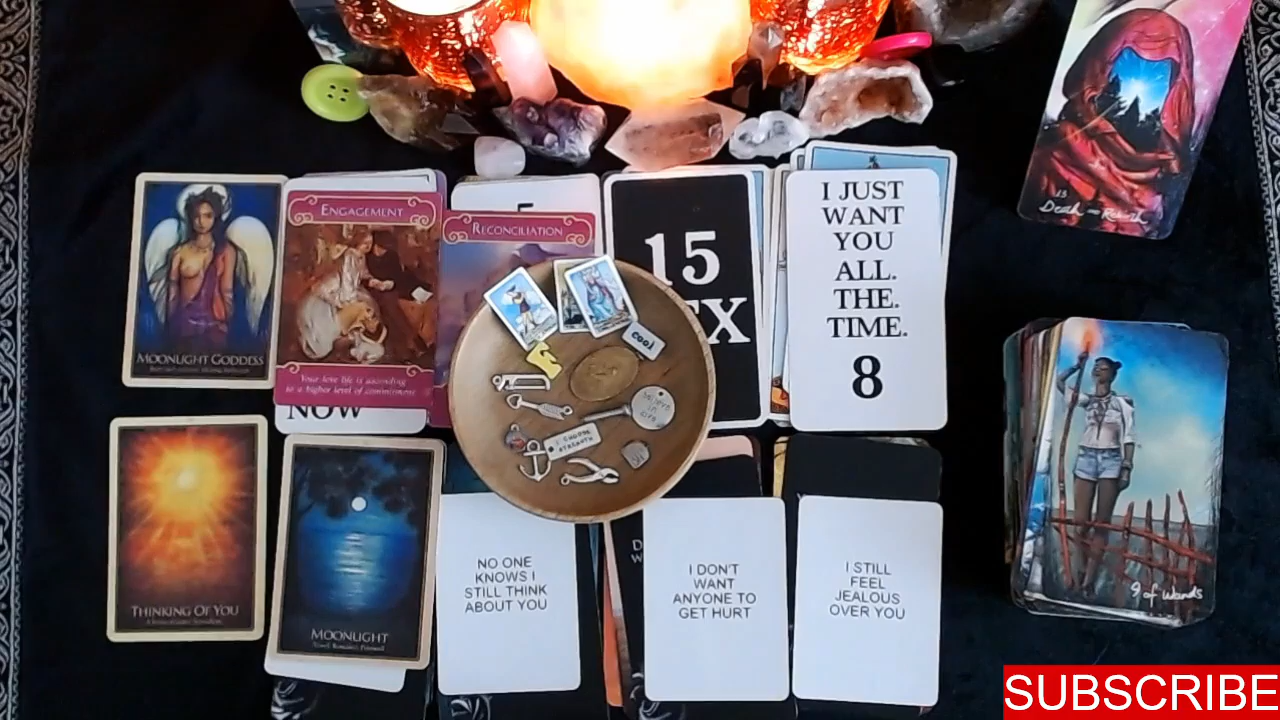 13
Death — Rebirth
MOONLIGHT GODDESS
ENGAGEMENT
Your love life is ascending
to a higher level of commitment.
NOW
RECONCILIATION
15
I JUST
WANT
YOU
ALL.
THE.
TIME.
8
cool
I CHOOSE
STRENGTH
THINKING OF YOU
MOONLIGHT
NO ONE
KNOWS I
STILL THINK
ABOUT YOU
I DON'T
WANT
ANYONE TO
GET HURT
I STILL
FEEL
JEALOUS
OVER YOU
9 of Wands
SUBSCRIBE